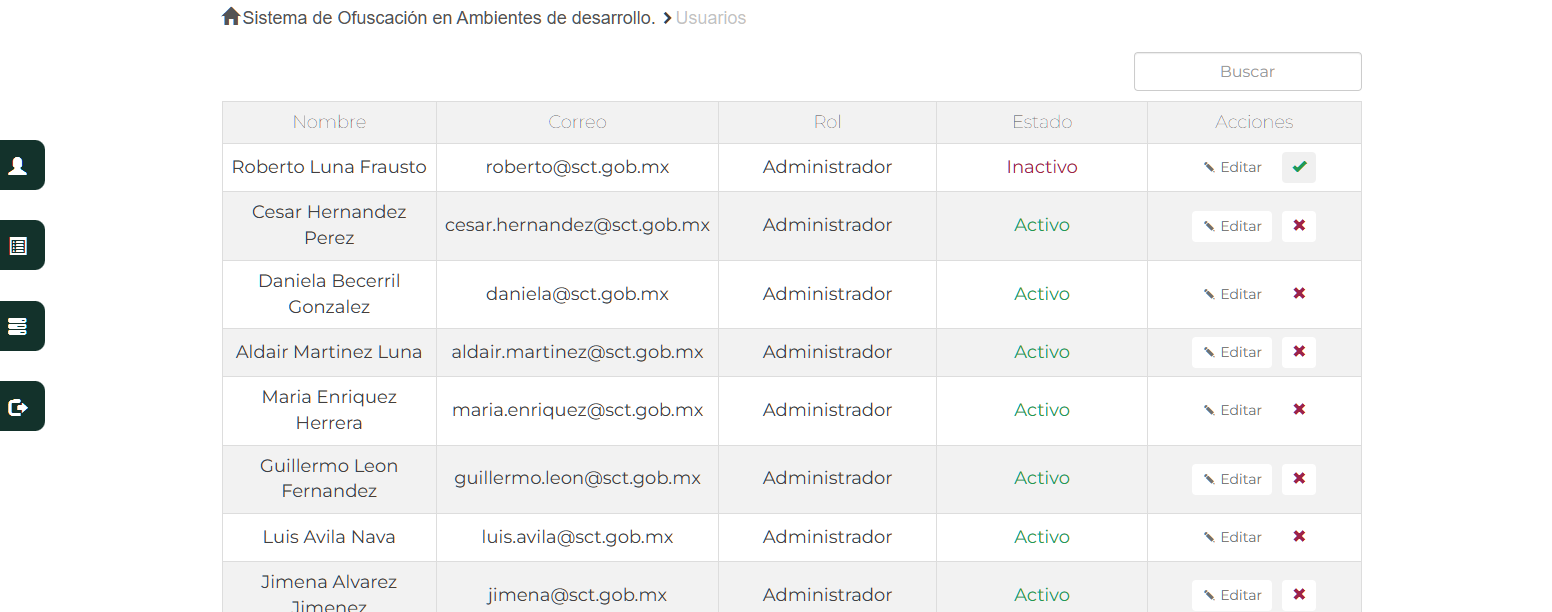 Sistema de Ofuscación en Ambientes de desarrollo. Usuarios
Buscar
Nombre Correo Rol Estado Acciones
Roberto Luna Frausto roberto@sct.gob.mx Administrador Inactivo Editar
Cesar Hernandez
Perez cesar.hernandez@sct.gob.mx Administrador Activo Editar
Daniela Becerril
Gonzalez daniela@sct.gob.mx Administrador Activo Editar
Aldair Martinez Luna aldair.martinez@sct.gob.mx Administrador Activo Editar
Maria Enriquez
Herrera maria.enriquez@sct.gob.mx Administrador Activo Editar
Guillermo Leon
Fernandez guillermo.leon@sct.gob.mx Administrador Activo Editar
Luis Avila Nava luis.avila@sct.gob.mx Administrador Activo Editar
Jimena Alvarez
Jimenez jimena@sct.gob.mx Administrador Activo Editar